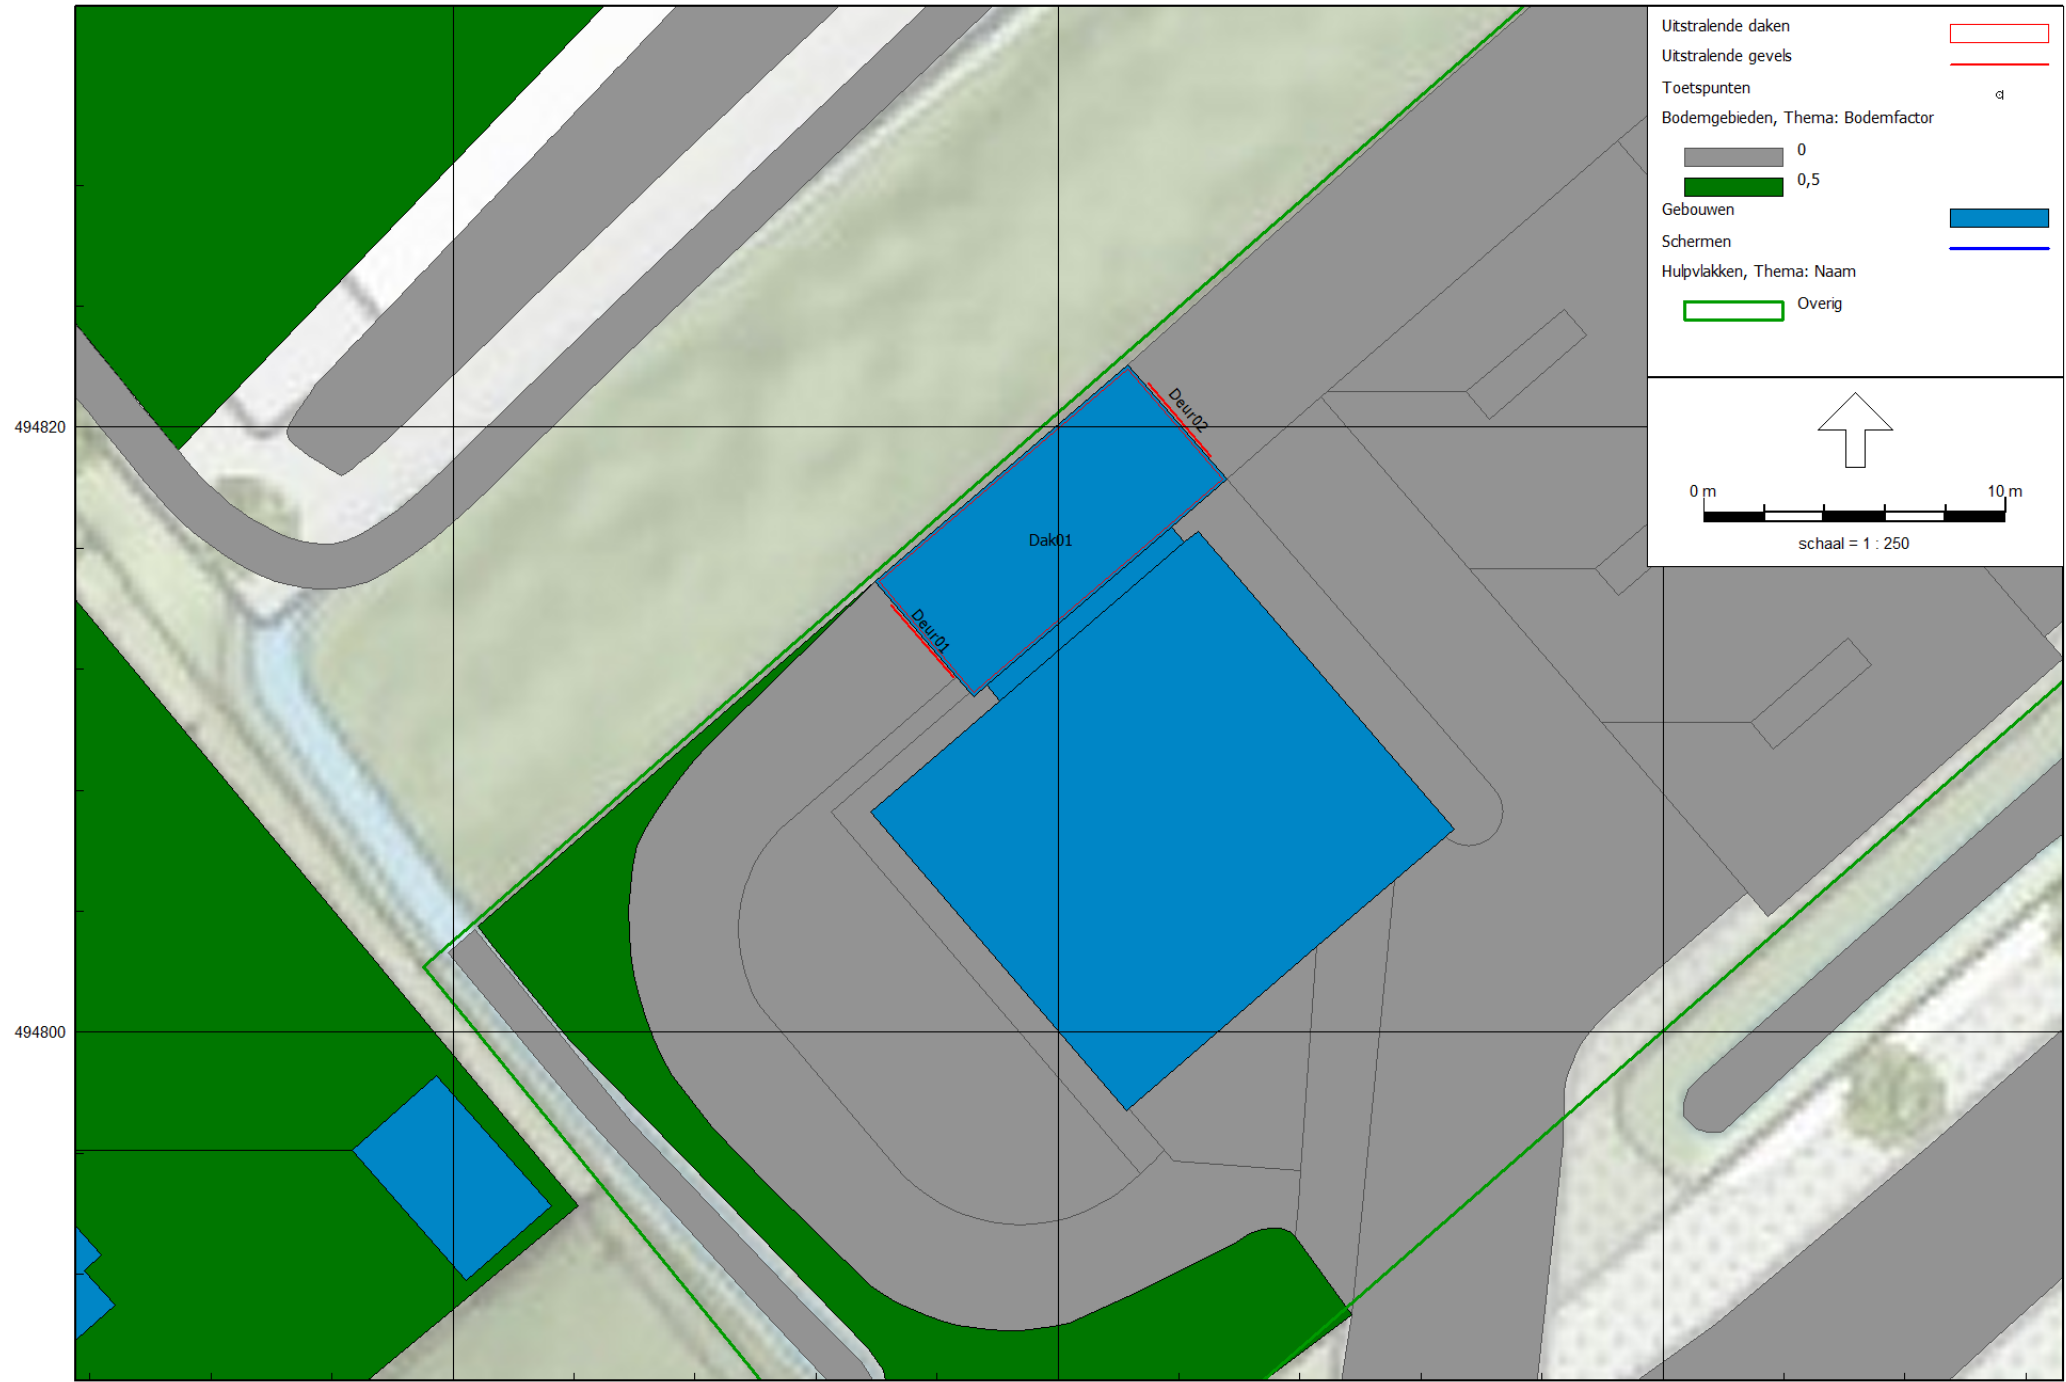 Uitstralende daken
Uitstralende gevels
Toetspunten
Bodemgebieden, Thema: Bodemfactor
0
0,5
Gebouwen
Schermen
Hulpvlakken, Thema: Naam
Overig
0 m 10 m
schaal = 1 : 250
494820
Deur02
Dak01
Deur01
494800